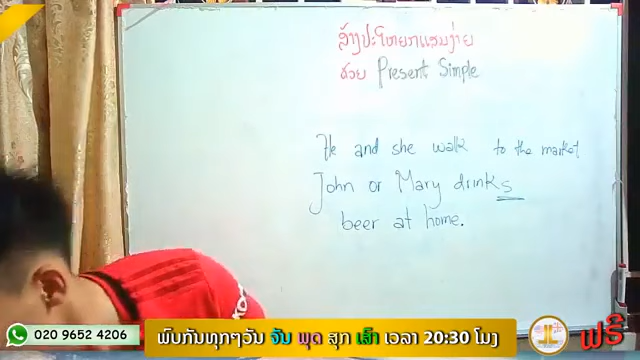 ສ້າງປະໂຫຍກແສນງ່າຍ
ດ້ວຍ Present Simple
He and she walk to the market
John or Mary drinks
beer at home.
020 9652 4206
ພົບກັນທຸກໆວັນ ຈັນ ພຸດ ສຸກ ເສົາ ເວລາ 20:30 ໂມງ
ຟຣີ